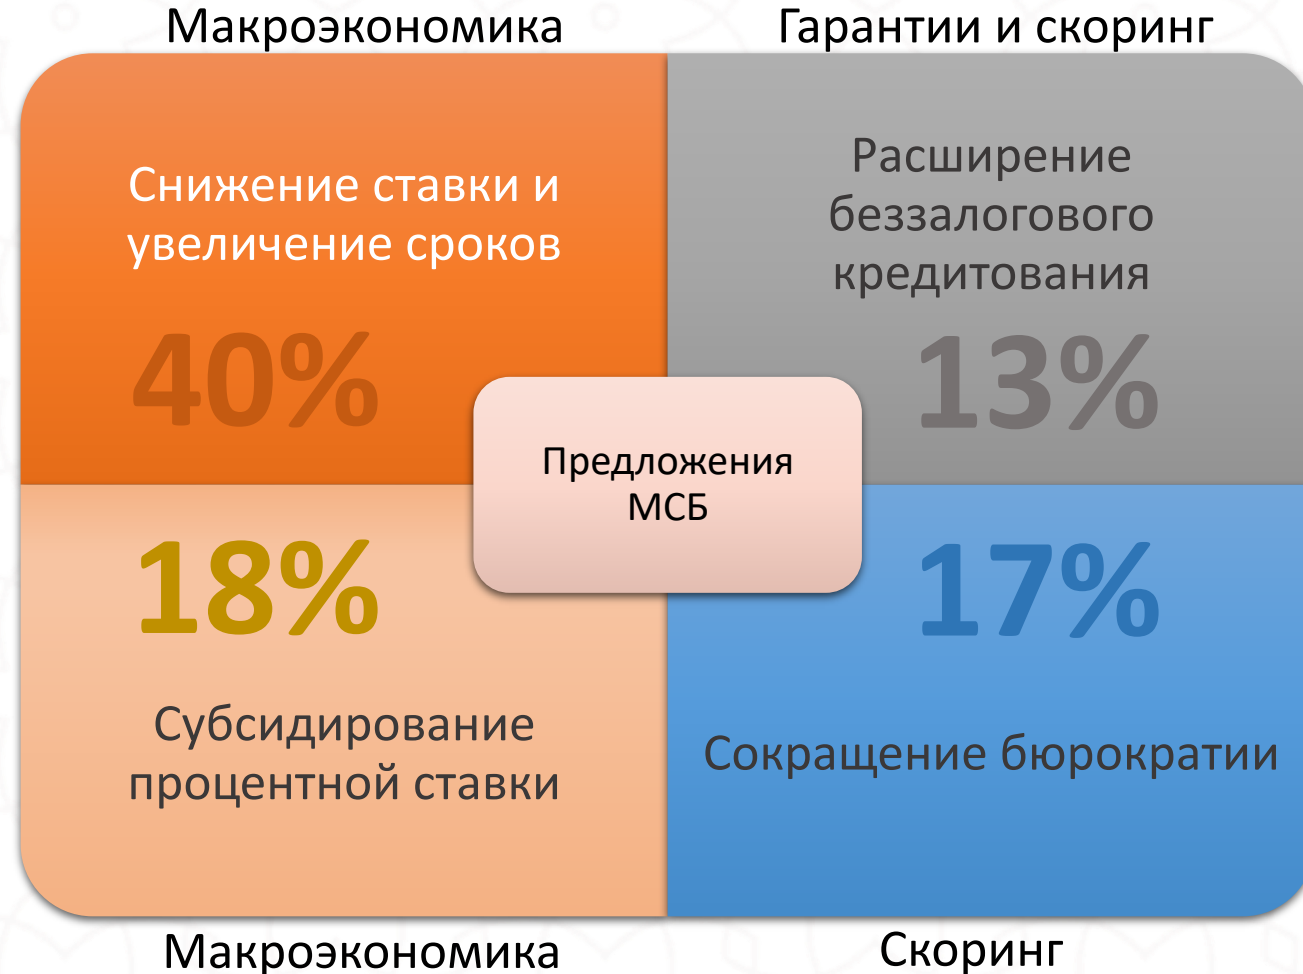 Макроэкономика
Гарантии и скоринг
Снижение ставки и
увеличение сроков
40%
Расширение
беззалогового
кредитования
13%
Предложения
МСБ
18%
Субсидирование
процентной ставки
17%
Сокращение бюрократии
Макроэкономика
Скоринг